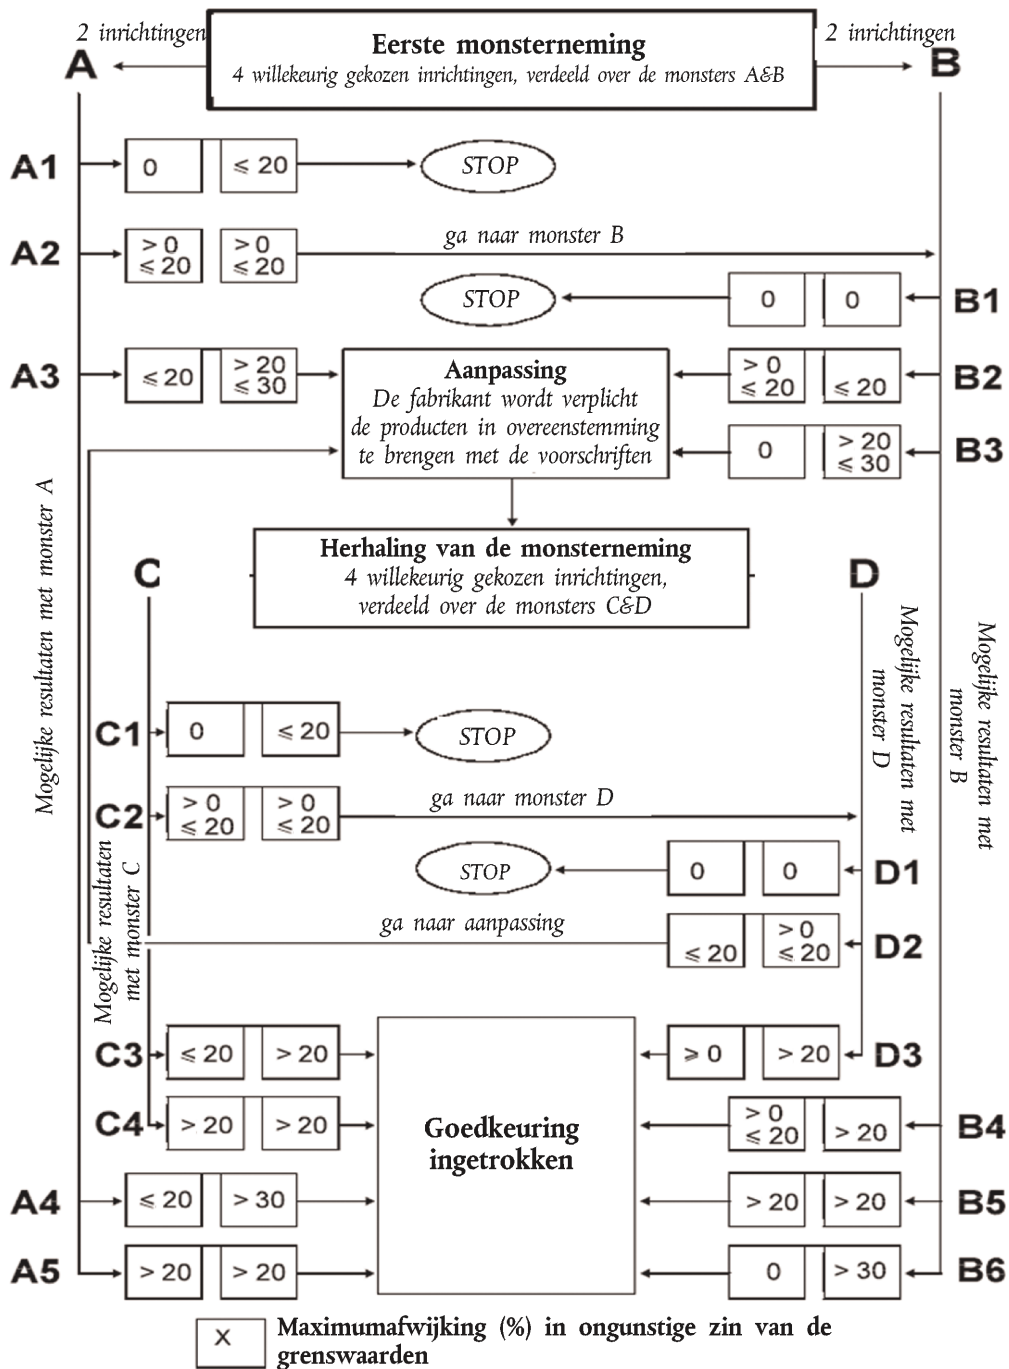 2 inrichtingen
Eerste monsterneming
2 inrichtingen
A
4 willekeurig gekozen inrichtingen, verdeeld over de monsters A&B
B
A1
0
⩽ 20
STOP
A2
> 0
⩽ 20
> 0
⩽ 20
ga naar monster B
STOP
0
0
B1
A3
⩽ 20
> 20
⩽ 30
Aanpassing
De fabrikant wordt verplicht
de producten in overeenstemming
te brengen met de voorschriften
> 0
⩽ 20
⩽ 20
B2
0
> 20
⩽ 30
B3
Mogelijke resultaten met monster A
C
Herhaling van de monsterneming
4 willekeurig gekozen inrichtingen,
verdeeld over de monsters C&D
D
Mogelijke resultaten met
monster D
Mogelijke resultaten met
monster B
C1
0
⩽ 20
STOP
C2
> 0
⩽ 20
> 0
⩽ 20
ga naar monster D
Mogelijke resultaten
met monster C
STOP
0
0
D1
ga naar aanpassing
⩽ 20
> 0
⩽ 20
D2
C3
⩽ 20
> 20
⩾ 0
> 20
D3
C4
> 20
> 20
Goedkeuring
ingetrokken
> 0
⩽ 20
> 20
B4
A4
⩽ 20
> 30
> 20
> 20
B5
A5
> 20
> 20
0
> 30
B6
X
Maximumafwijking (%) in ongunstige zin van de
grenswaarden